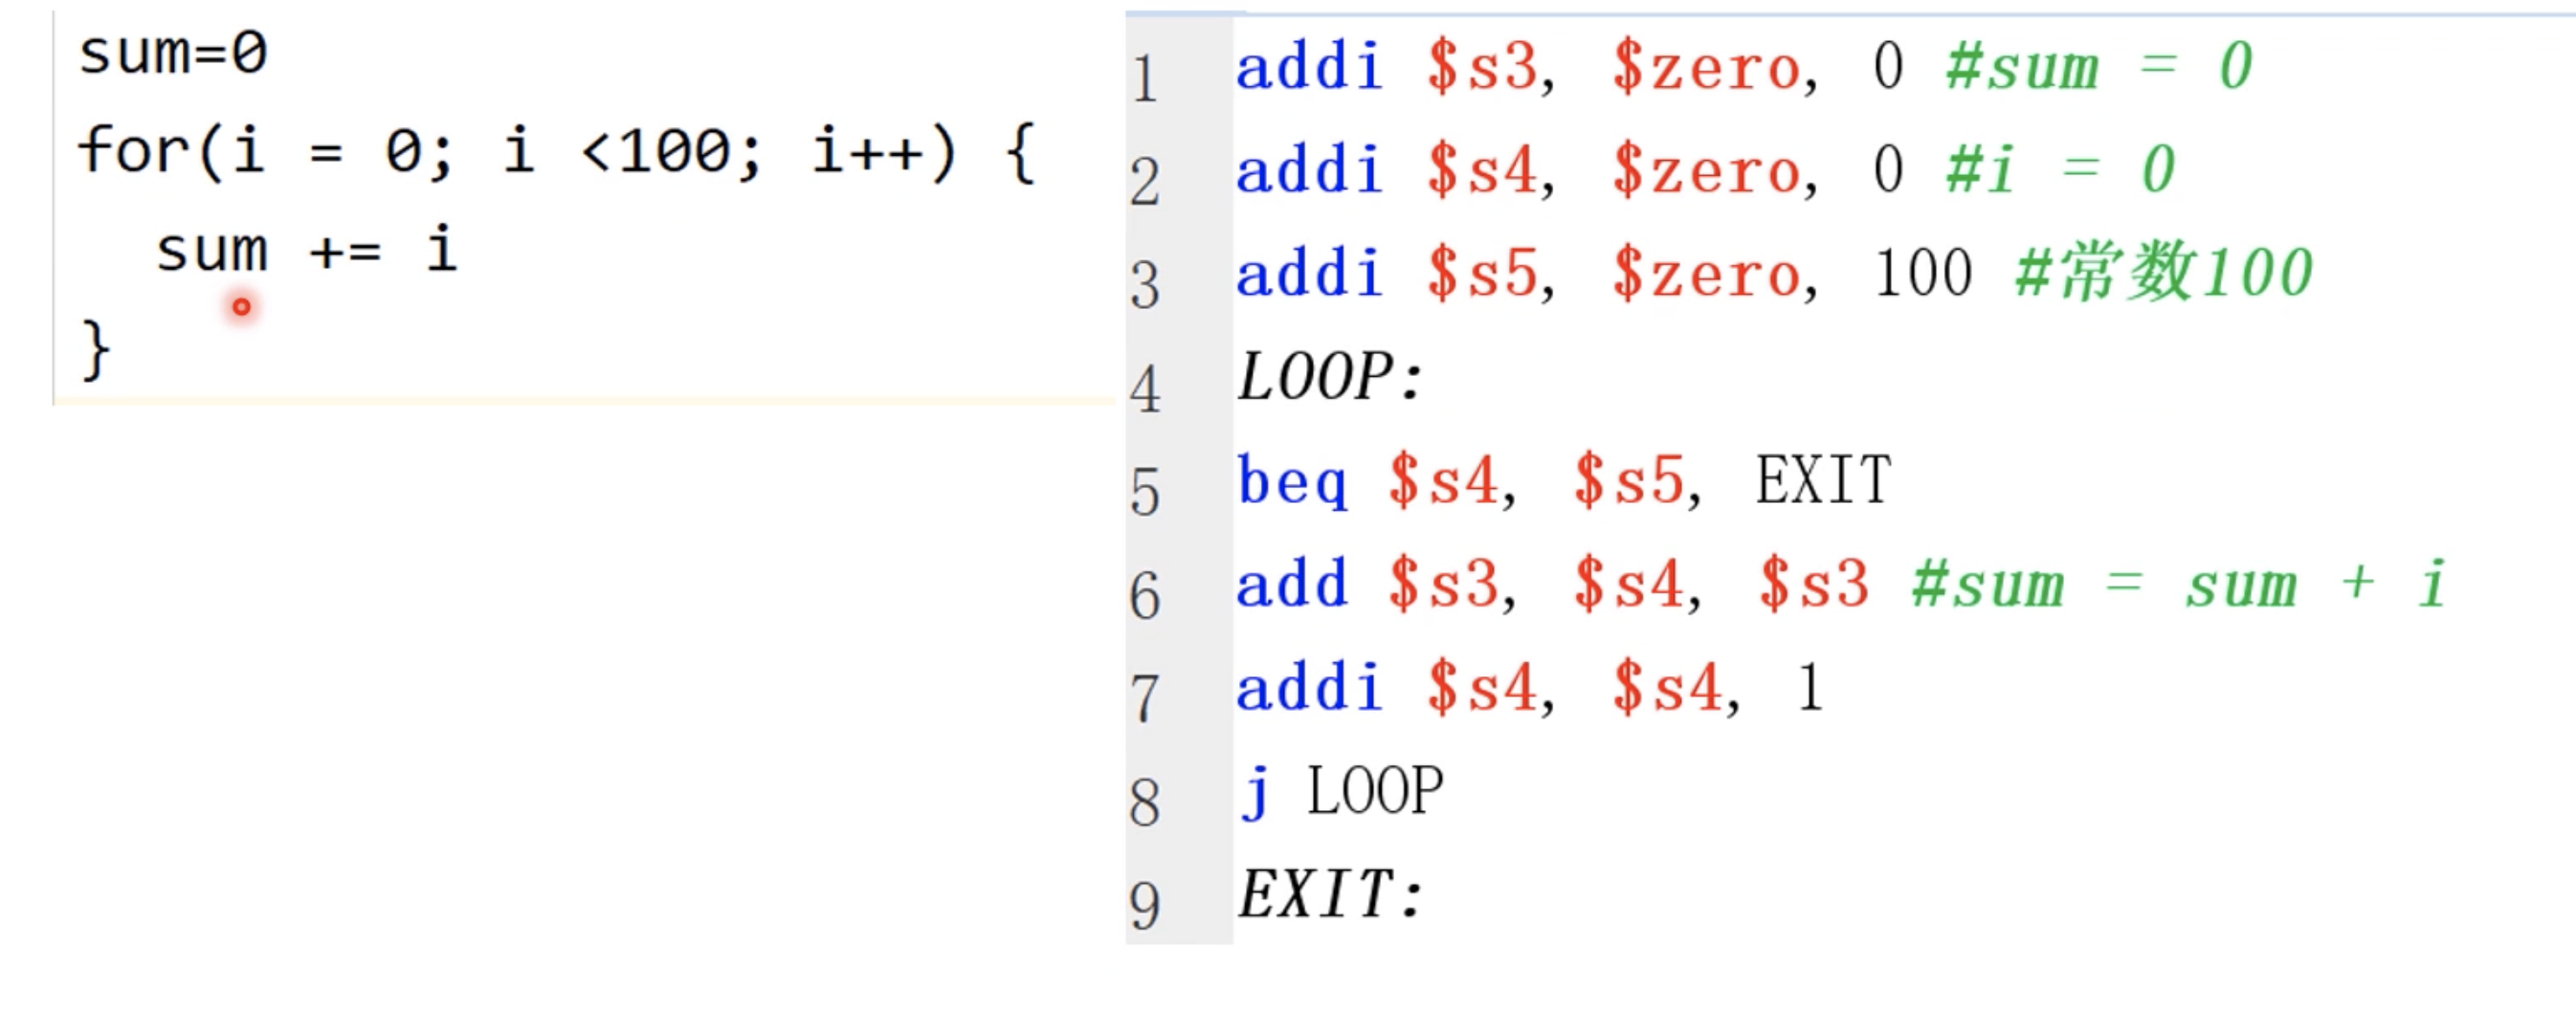 sum=0
for(i = 0; i <100; i++) {
  sum += i
}
1 addi $s3, $zero, 0 #sum = 0
2 addi $s4, $zero, 0 #i = 0
3 addi $s5, $zero, 100 #常数100
4 LOOP:
5 beq $s4, $s5, EXIT
6 add $s3, $s4, $s3 #sum = sum + i
7 addi $s4, $s4, 1
8 j LOOP
9 EXIT: